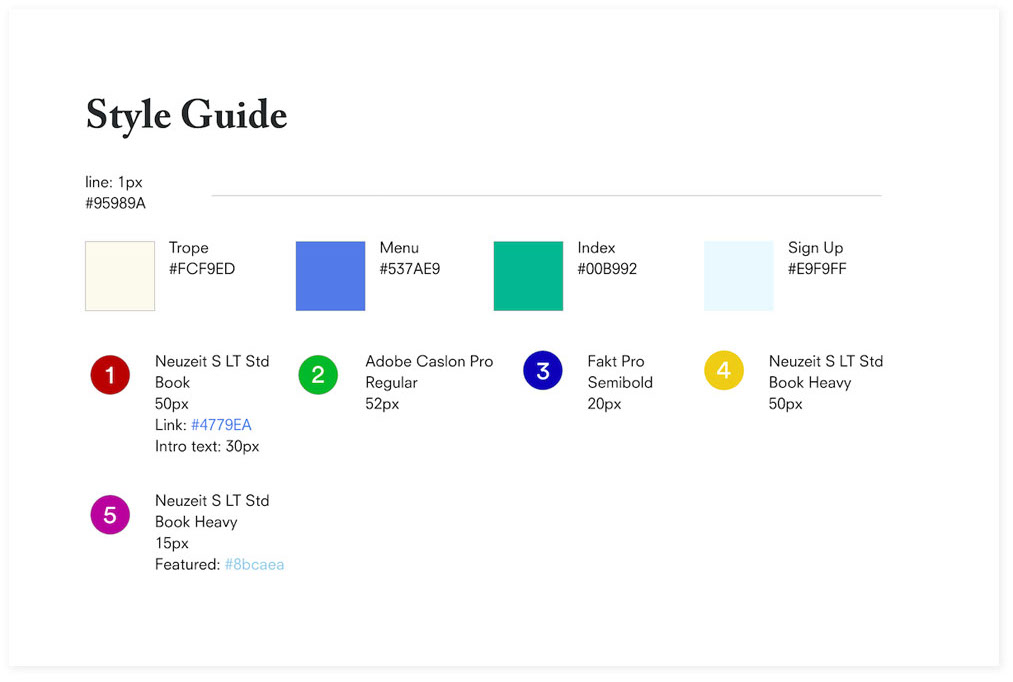 Style Guide
line: 1px
#95989A
Trope
#FCF9ED
Menu
#537AE9
Index
#00B992
Sign Up
#E9F9FF
1
Neuzeit S LT Std
Book
50px
Link: #4779EA
Intro text: 30px
2
Adobe Caslon Pro
Regular
52px
3
Fakt Pro
Semibold
20px
4
Neuzeit S LT Std
Book Heavy
50px
5
Neuzeit S LT Std
Book Heavy
15px
Featured: #8bcaea